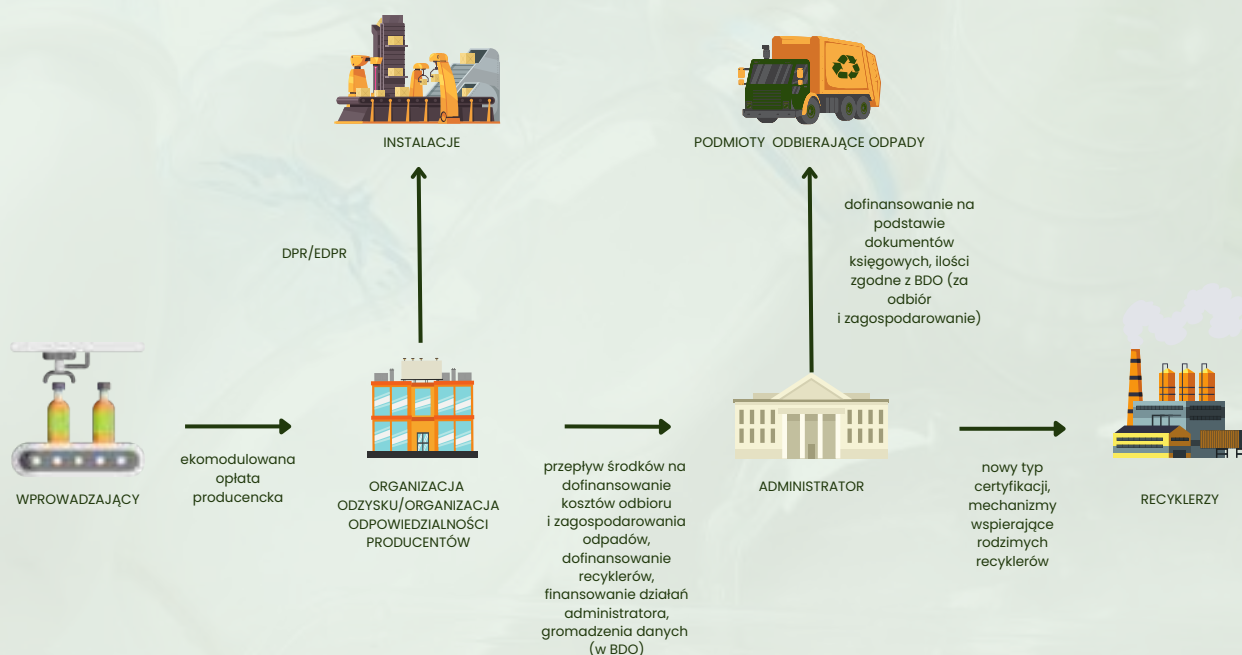 INSTALACJE
PODMIOTY ODBIERAJĄCE ODPADY
DPR/EDPR
dofinansowanie na
podstawie
dokumentów
księgowych, ilości
zgodne z BDO (za
odbiór
i zagospodarowanie)
WPROWADZAJĄCY
ekomodulowana
opłata
producencka
ORGANIZACJA
ODZYSKU/ORGANIZACJA
ODPOWIEDZIALNOŚCI
PRODUCENTÓW
przepływ środków na
dofinansowanie
kosztów odbioru
i zagospodarowania
odpadów,
dofinansowanie
recyklerów,
finansowanie działań
administratora,
gromadzenia danych
(w BDO)
ADMINISTRATOR
nowy typ
certyfikacji,
mechanizmy
wspierające
rodzimych
recyklerów
RECYKLERZY